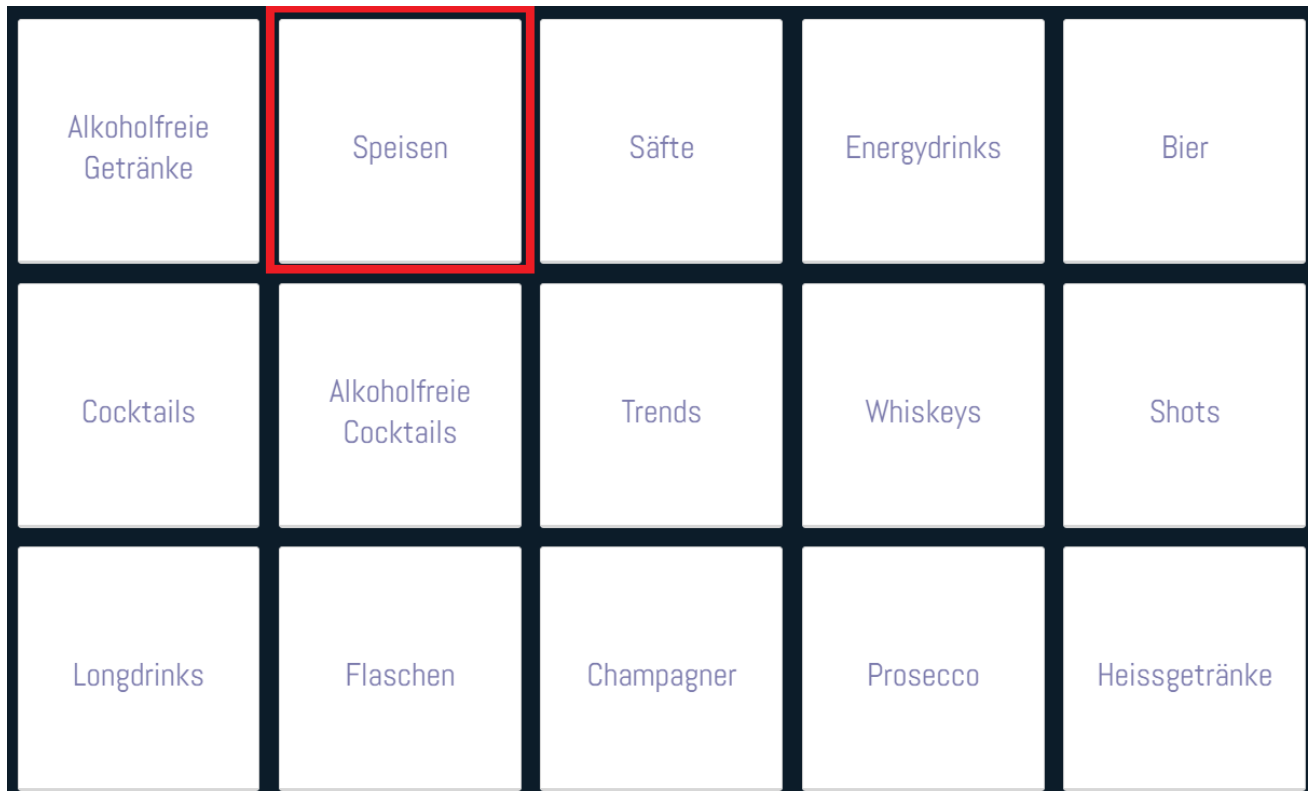 Alkoholfreie
Getränke
Speisen
Säfte
Energydrinks
Bier
Cocktails
Alkoholfreie
Cocktails
Trends
Whiskeys
Shots
Longdrinks
Flaschen
Champagner
Prosecco
Heissgetränke